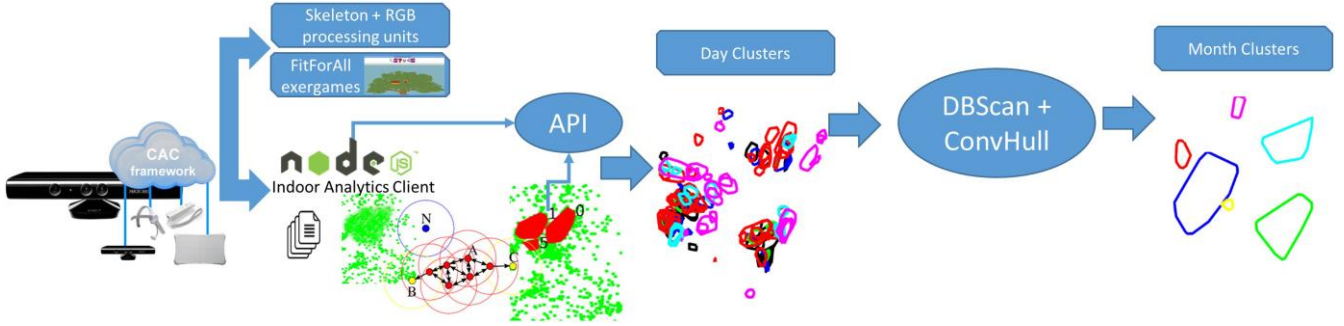 Skeleton + RGB
processing units
FitForAll
exergames
CAC
framework
node
JS
Indoor Analytics Client
N
A
B
C
1
0
5
API
Day Clusters
DBScan +
ConvHull
Month Clusters